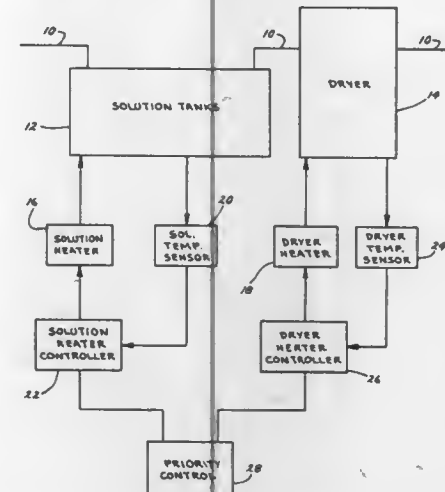 10
10
10
SOLUTION TANKS
12
DRYER
14
16
SOLUTION
HEATER
20
SOL.
TEMP.
SENSOR
18
DRYER
HEATER
DRYER
TEMP.
SENSOR
24
SOLUTION
HEATER
CONTROLLER
22
DRYER
HEATER
CONTROLLER
26
PRIORITY
CONTROL
28